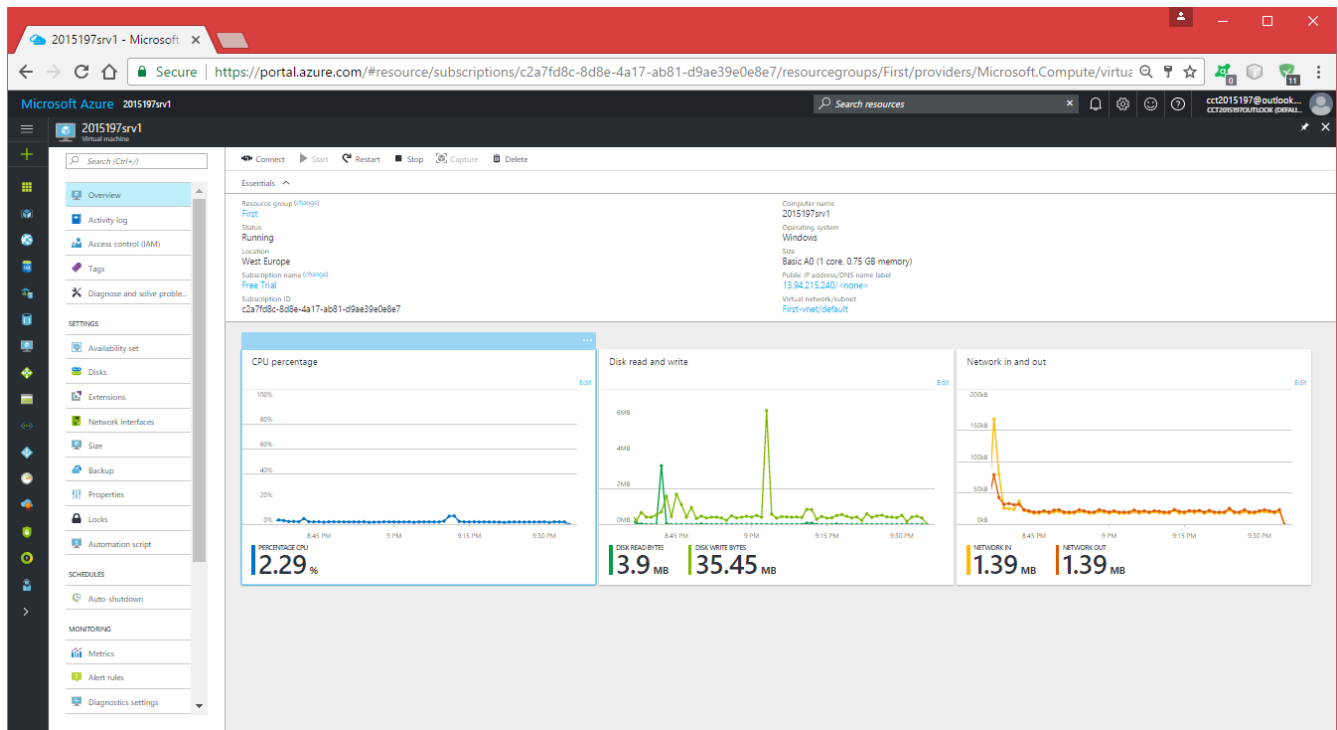 2015197srv1 - Microsoft
Secure | https://portal.azure.com/#resource/subscriptions/c2a7fd8c-8d8e-4a17-ab81-d9ae39e0e8e7/resourcegroups/First/providers/Microsoft.Compute/virtua
0
11
Microsoft Azure 2015197srv1
Search resources
cct2015197@outlook...
CCT2015197OUTLOOK (DEFAUL...
2015197srv1
Virtual machine
Search (Ctrl+/)
Overview
Activity log
Access control (IAM)
Tags
Diagnose and solve proble...
SETTINGS
Availability set
Disks
Extensions
Network interfaces
Size
Backup
Properties
Locks
Automation script
SCHEDULES
Auto-shutdown
MONITORING
Metrics
Alert rules
Diagnostics settings
Connect Start Restart Stop Capture Delete
Essentials
Resource group (change)
First
Status
Running
Location
West Europe
Subscription name (change)
Free Trial
Subscription ID
c2a7fd8c-8d8e-4a17-ab81-d9ae39e0e8e7
Computer name
2015197srv1
Operating system
Windows
Size
Basic A0 (1 core, 0.75 GB memory)
Public IP address/DNS name label
13.94.215.240/<none>
Virtual network/subnet
First-vnet/default
...
CPU percentage
Edit
100%
80%
60%
40%
20%
0%
8:45 PM 9 PM 9:15 PM 9:30 PM
PERCENTAGE CPU
2.29 %
Disk read and write
Edit
6MB
4MB
2MB
0MB
8:45 PM 9 PM 9:15 PM 9:30 PM
DISK READ BYTES DISK WRITE BYTES
3.9 MB 35.45 MB
Network in and out
Edit
200kB
150kB
100kB
50kB
0kB
8:45 PM 9 PM 9:15 PM 9:30 PM
NETWORK IN NETWORK OUT
1.39 MB 1.39 MB